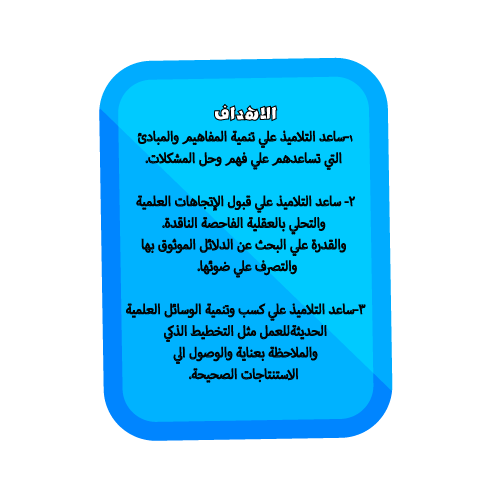 الاهداف
١-ساعد التلاميذ علي تنمية المفاهيم والمبادئ
التي تساعدهم علي فهم وحل المشكلات.
٢- ساعد التلاميذ علي قبول الإتجاهات العلمية
والتحلي بالعقلية الفاحصة الناقدة.
والقدرة علي البحث عن الدلائل الموثوق بها
والتصرف علي ضوئها.
٣-ساعد التلاميذ علي كسب وتنمية الوسائل العلمية
الحديثةللعمل مثل التخطيط الذكي
والملاحظة بعناية والوصول الي
الاستنتاجات الصحيحة.